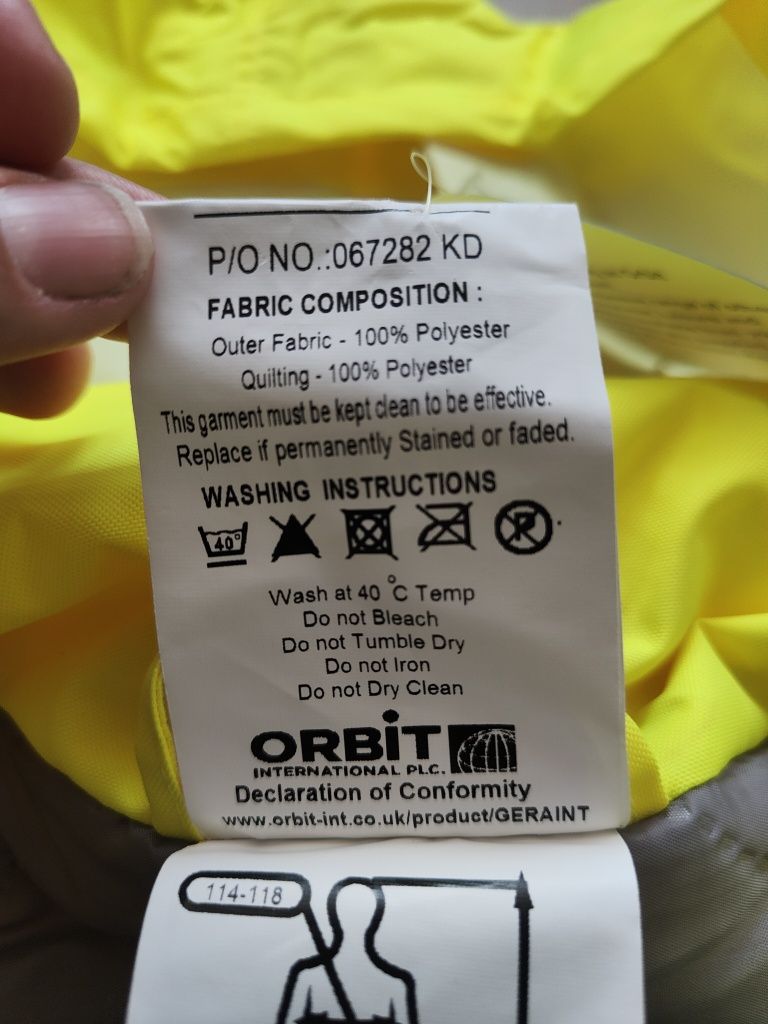 P/O NO.:067282 KD
FABRIC COMPOSITION :
Outer Fabric - 100% Polyester
Quilting - 100% Polyester
This garment must be kept clean to be effective.
Replace if permanently Stained or faded.
WASHING INSTRUCTIONS
40°
P
Wash at 40 °C Temp
Do not Bleach
Do not Tumble Dry
Do not Iron
Do not Dry Clean
ORBiT
INTERNATIONAL PLC.
Declaration of Conformity
www.orbit-int.co.uk/product/GERAINT
114-118